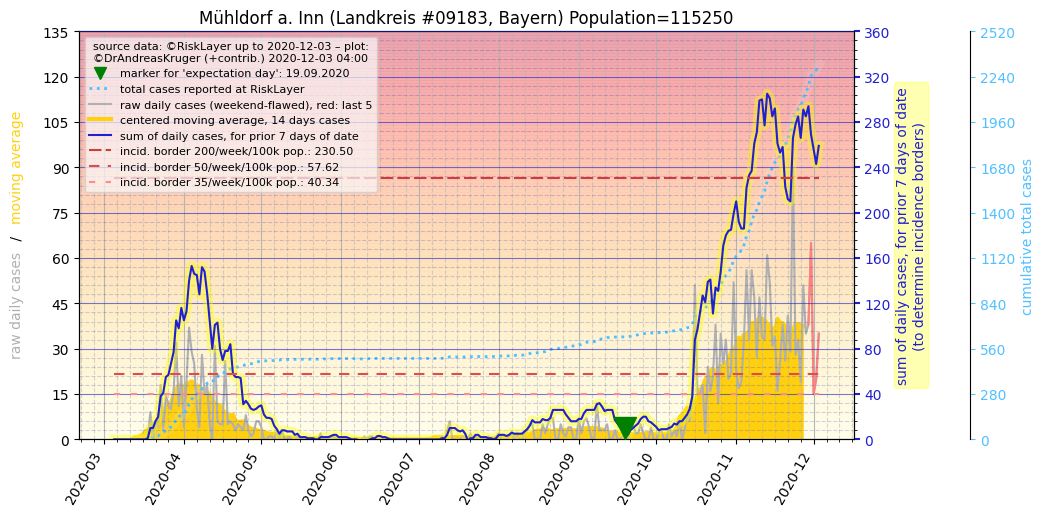 Mühldorf a. Inn (Landkreis #09183, Bayern) Population=115250
source data: ©RiskLayer up to 2020-12-03 – plot:
©DrAndreasKruger (+contrib.) 2020-12-03 04:00
marker for 'expectation day': 19.09.2020
total cases reported at RiskLayer
raw daily cases (weekend-flawed), red: last 5
centered moving average, 14 days cases
sum of daily cases, for prior 7 days of date
incid. border 200/week/100k pop.: 230.50
incid. border 50/week/100k pop.: 57.62
incid. border 35/week/100k pop.: 40.34
raw daily cases / moving average
135
120
105
90
75
60
45
30
15
0
2020-03
2020-04
2020-05
2020-06
2020-07
2020-08
2020-09
2020-10
2020-11
2020-12
360
320
280
240
200
160
120
80
40
0
sum of daily cases, for prior 7 days of date
(to determine incidence borders)
2520
2240
1960
1680
1400
1120
840
560
280
0
cumulative total cases